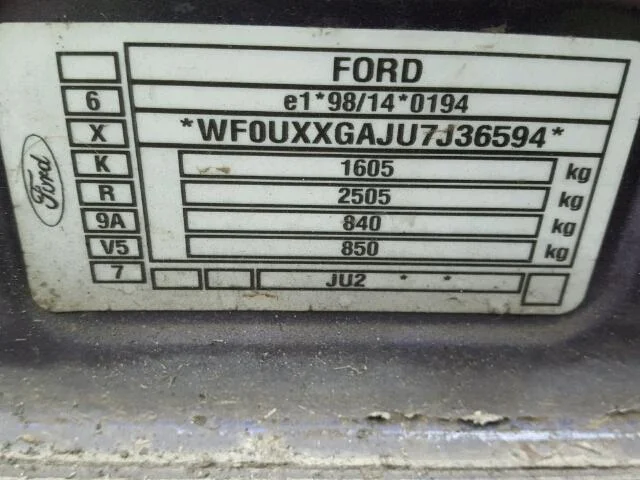 FORD
6 e1*98/14*0194
X *WF0UXXGAJU7J36594*
K 1605 kg
R 2505 kg
9A 840 kg
V5 850 kg
7 JU2 * *
Ford